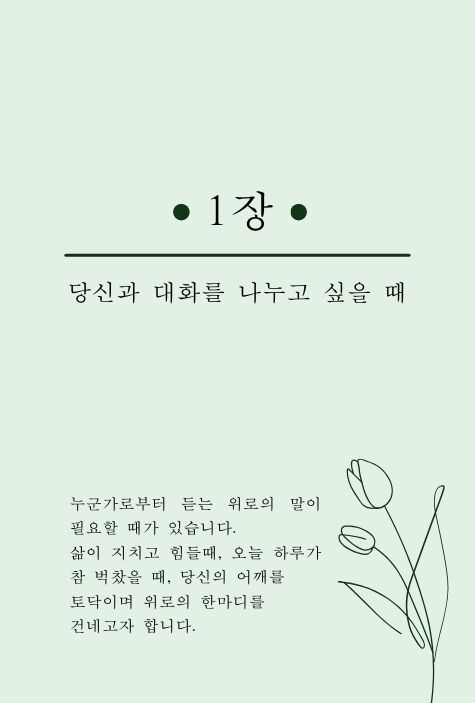 • 1장 •
당신과 대화를 나누고 싶을 때
누군가로부터 듣는 위로의 말이
필요할 때가 있습니다.
삶이 지치고 힘들때, 오늘 하루가
참 벅찼을 때, 당신의 어깨를
토닥이며 위로의 한마디를
건네고자 합니다.